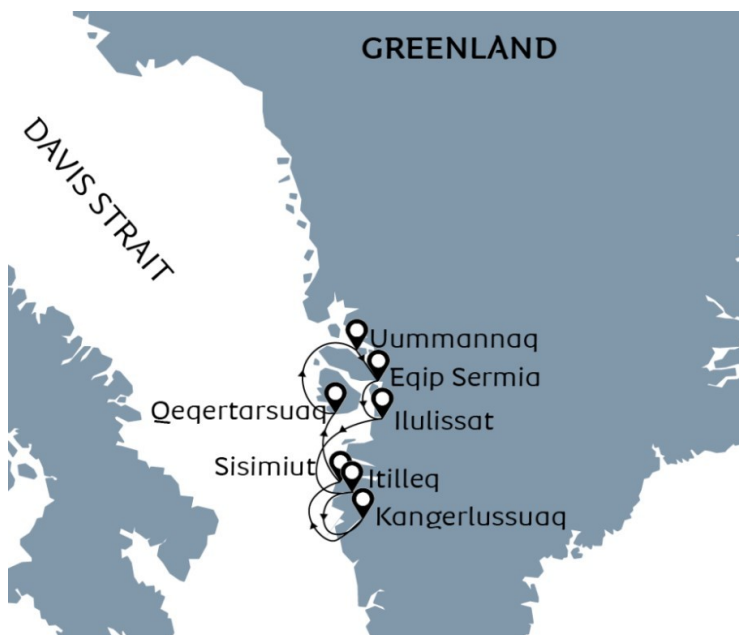 GREENLAND
DAVIS STRAIT
Uummannaq
Eqip Sermia
Qeqertarsuaq
Ilulissat
Sisimiut
Itilleq
Kangerlussuaq